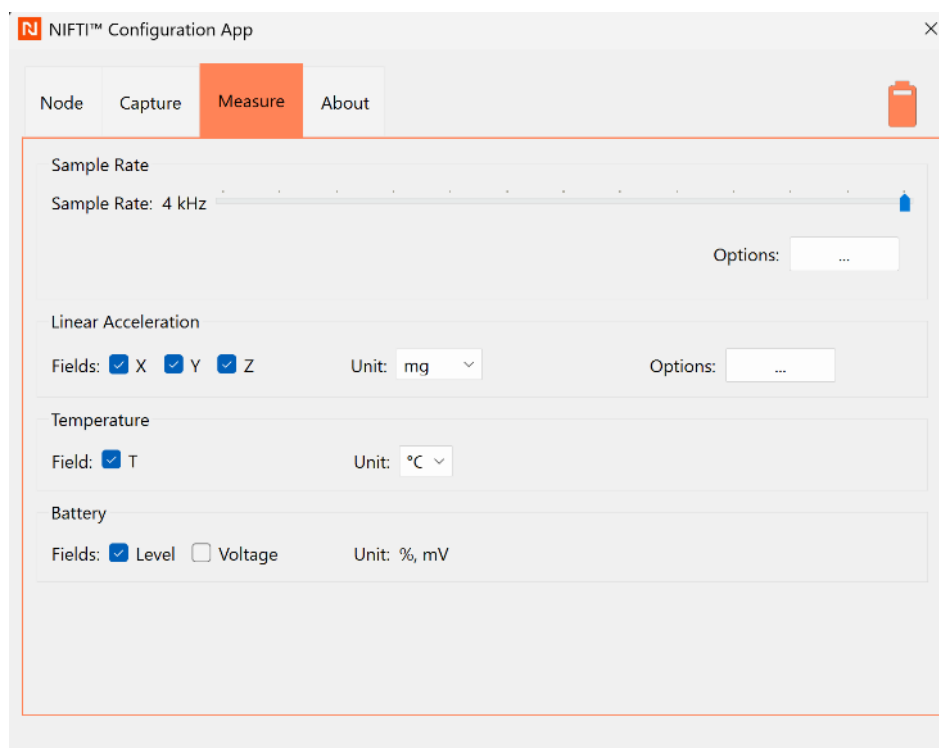 NIFTI™ Configuration App
Node Capture Measure About
Sample Rate
Sample Rate: 4 kHz
Options: ...
Linear Acceleration
Fields: X Y Z Unit: mg Options: ...
Temperature
Field: T Unit: °C
Battery
Fields: Level Voltage Unit: %, mV